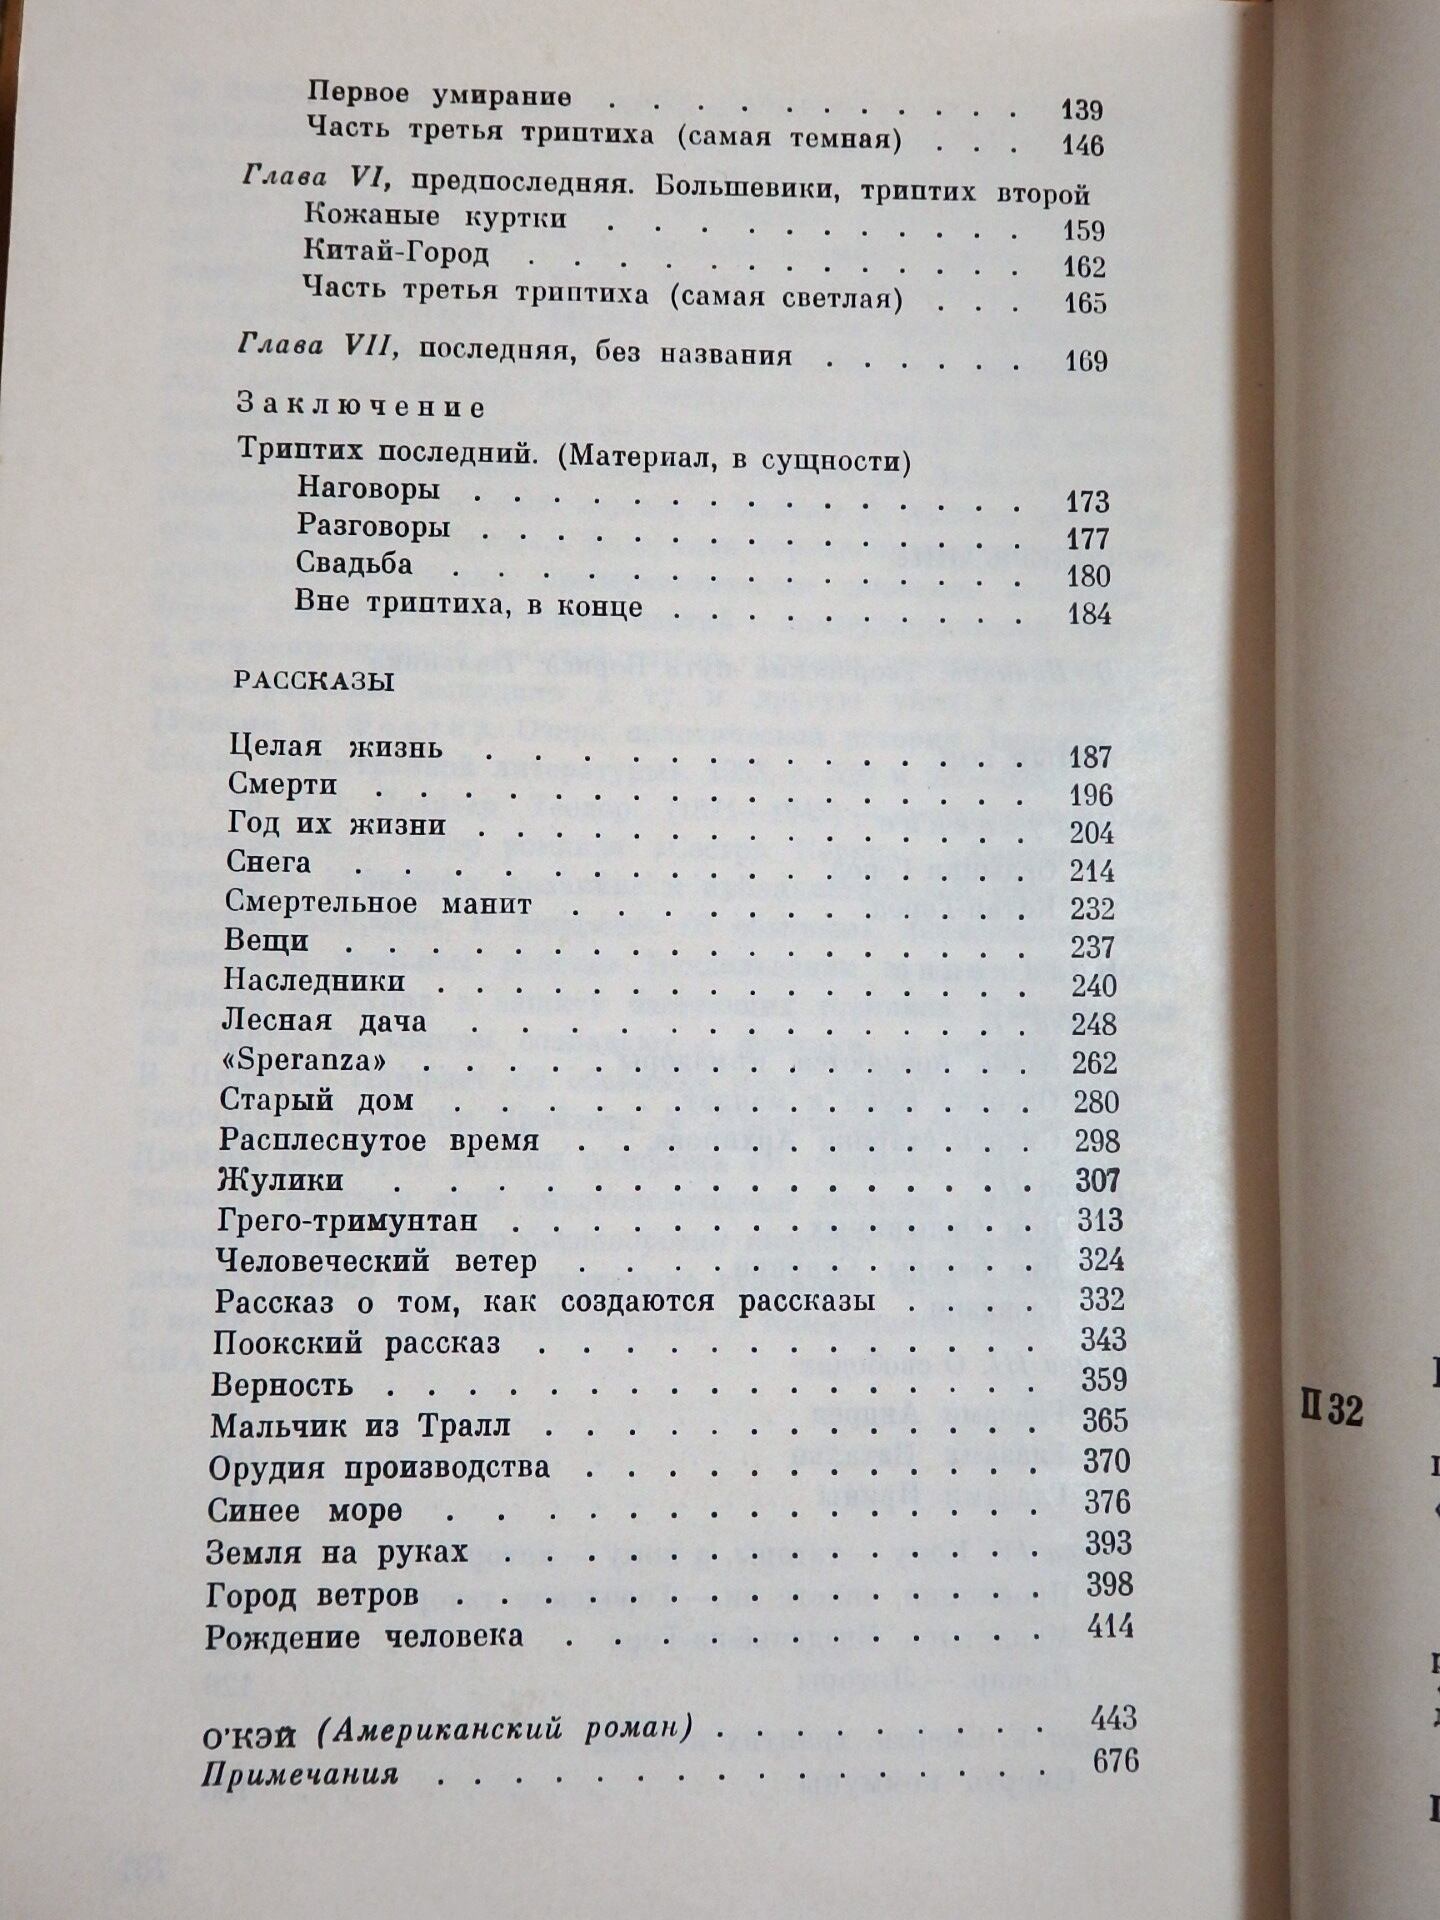 Первое умирание . . . . . . . . . . 139
Часть третья триптиха (самая темная) . . . 146
Глава VI, предпоследняя. Большевики, триптих второй
Кожаные куртки . . . . . . . . . . 159
Китай-Город . . . . . . . . . . . . 162
Часть третья триптиха (самая светлая) . . . 165
Глава VII, последняя, без названия . . . . . . 169
Заключение
Триптих последний. (Материал, в сущности)
Наговоры . . . . . . . . . . . . . . 173
Разговоры . . . . . . . . . . . . . . 177
Свадьба . . . . . . . . . . . . . . 180
Вне триптиха, в конце . . . . . . . . . 184
РАССКАЗЫ
Целая жизнь . . . . . . . . . . . . . 187
Смерти . . . . . . . . . . . . . . . . 196
Год их жизни . . . . . . . . . . . . . 204
Снега . . . . . . . . . . . . . . . . 214
Смертельное манит . . . . . . . . . . . 232
Вещи . . . . . . . . . . . . . . . . 237
Наследники . . . . . . . . . . . . . . 240
Лесная дача . . . . . . . . . . . . . 248
«Speranza» . . . . . . . . . . . . . . 262
Старый дом . . . . . . . . . . . . . . 280
Расплеснутое время . . . . . . . . . . . 298
Жулики . . . . . . . . . . . . . . . 307
Грего-тримунтан . . . . . . . . . . . . 313
Человеческий ветер . . . . . . . . . . . 324
Рассказ о том, как создаются рассказы . . . . 332
Поокский рассказ . . . . . . . . . . . . 343
Верность . . . . . . . . . . . . . . . 359
Мальчик из Тралл . . . . . . . . . . . . 365
Орудия производства . . . . . . . . . . . 370
Синее море . . . . . . . . . . . . . . 376
Земля на руках . . . . . . . . . . . . . 393
Город ветров . . . . . . . . . . . . . . 398
Рождение человека . . . . . . . . . . . . 414
О'КЭЙ (Американский роман) . . . . . . . . . 443
Примечания . . . . . . . . . . . . . . . 676
П 32